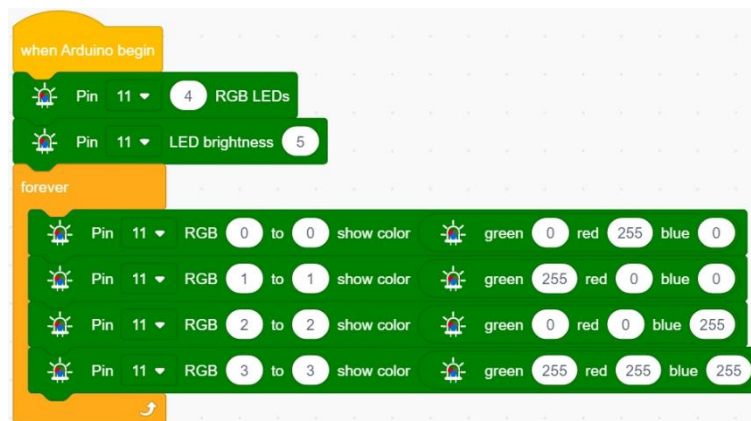 when Arduino begin
Pin 11 4 RGB LEDs
Pin 11 LED brightness 5
forever
Pin 11 RGB 0 to 0 show color green 0 red 255 blue 0
Pin 11 RGB 1 to 1 show color green 255 red 0 blue 0
Pin 11 RGB 2 to 2 show color green 0 red 0 blue 255
Pin 11 RGB 3 to 3 show color green 255 red 255 blue 255